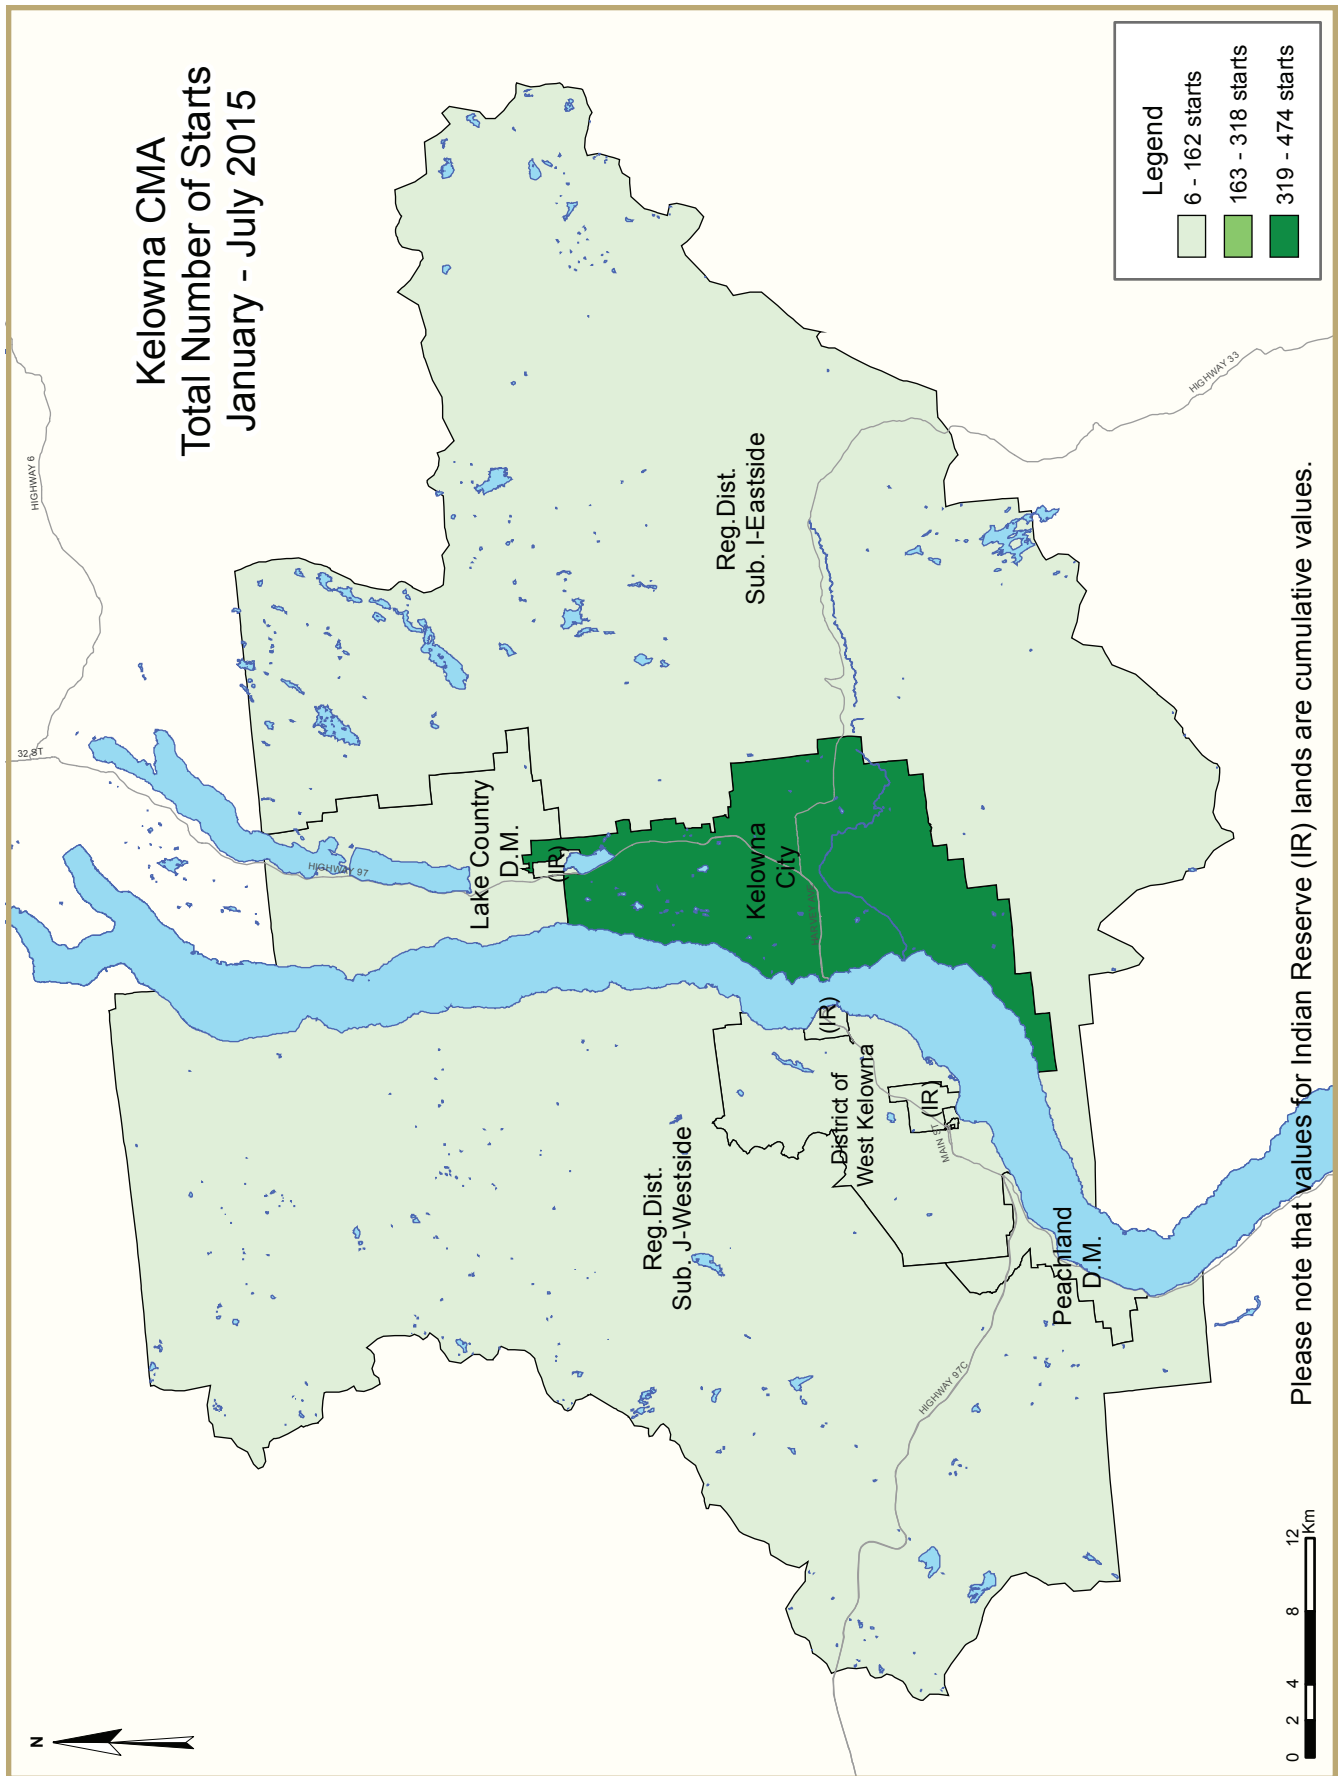 Kelowna CMA
Total Number of Starts
January - July 2015
N
HIGHWAY 6
32 ST
HIGHWAY 97
Lake Country
D.M.
(IR)
Reg.Dist.
Sub. I-Eastside
Kelowna
City
(IR)
District of
West Kelowna
(IR)
MAIN ST
Reg.Dist.
Sub. J-Westside
Peachland
D.M.
HIGHWAY 97C
HIGHWAY 33
Legend
6 - 162 starts
163 - 318 starts
319 - 474 starts
0 2 4 8 12
Km
Please note that values for Indian Reserve (IR) lands are cumulative values.